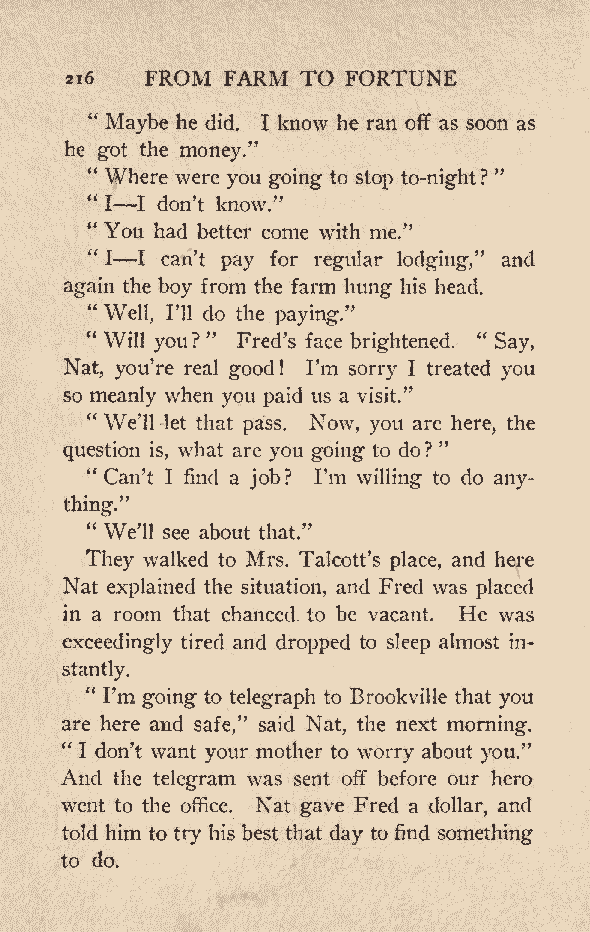 216 FROM FARM TO FORTUNE
“ Maybe he did. I know he ran off as soon as
he got the money.”
“ Where were you going to stop to-night? ”
“ I—I don’t know.”
“ You had better come with me.”
“ I—I can’t pay for regular lodging,” and
again the boy from the farm hung his head.
“ Well, I’ll do the paying.”
“ Will you? ” Fred’s face brightened. “ Say,
Nat, you’re real good! I’m sorry I treated you
so meanly when you paid us a visit.”
“ We’ll let that pass. Now, you are here, the
question is, what are you going to do? ”
“ Can’t I find a job? I’m willing to do any-
thing.”
“ We’ll see about that.”
They walked to Mrs. Talcott’s place, and here
Nat explained the situation, and Fred was placed
in a room that chanced to be vacant. He was
exceedingly tired and dropped to sleep almost in-
stantly.
“ I’m going to telegraph to Brookville that you
are here and safe,” said Nat, the next morning.
“ I don’t want your mother to worry about you.”
And the telegram was sent off before our hero
went to the office. Nat gave Fred a dollar, and
told him to try his best that day to find something
to do.